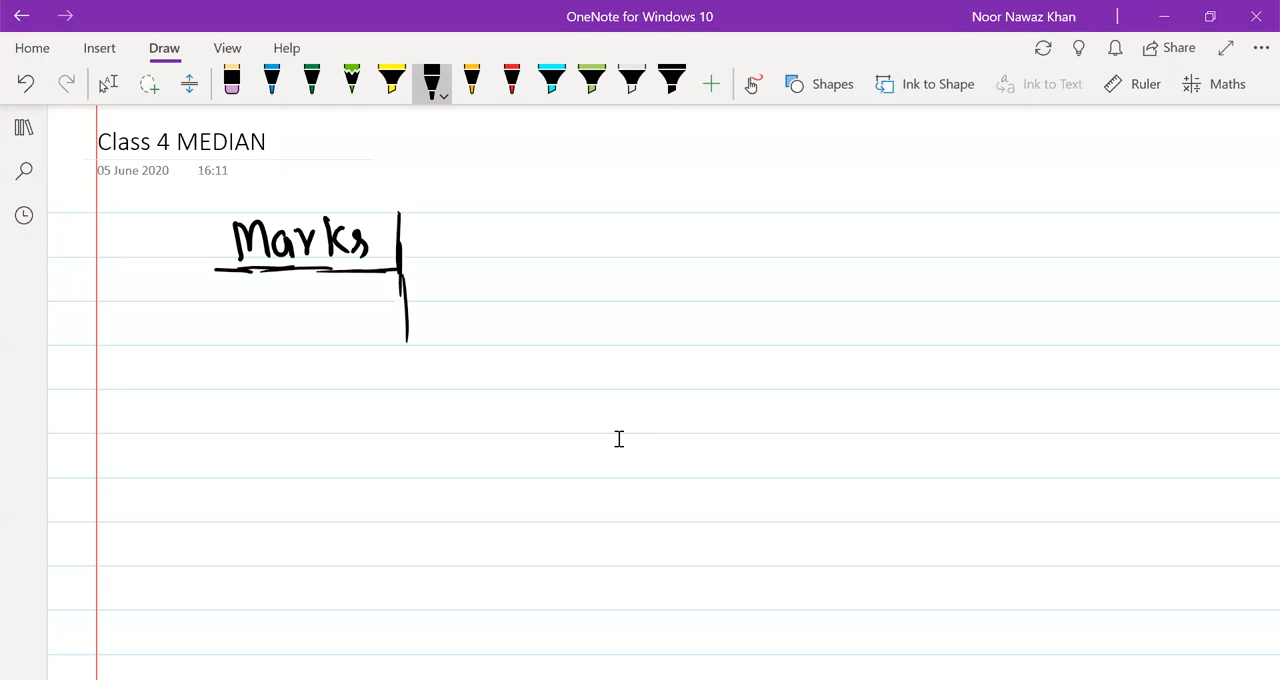 OneNote for Windows 10 Noor Nawaz Khan
Home Insert Draw View Help Share
Shapes Ink to Shape Ink to Text Ruler Maths
Class 4 MEDIAN
05 June 2020 16:11
Marks